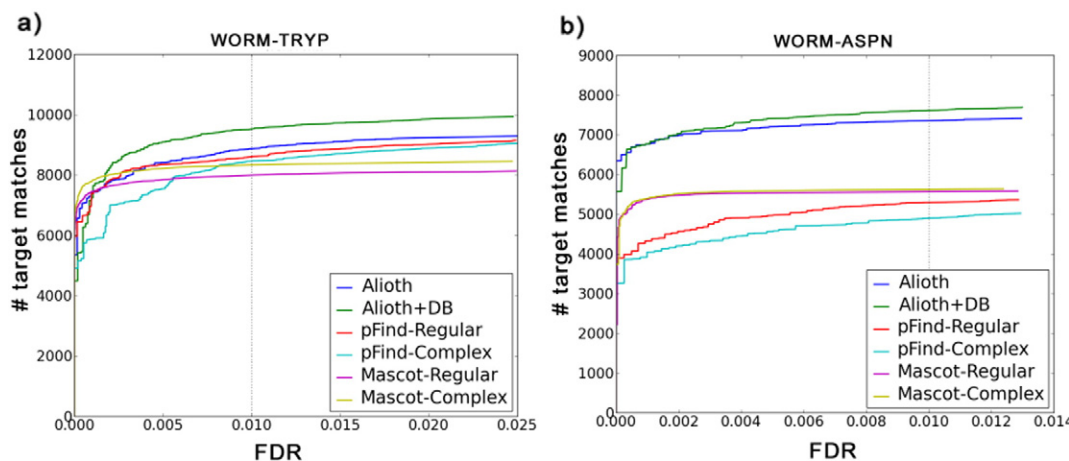 a)
WORM-TRYP
# target matches
12000
10000
8000
6000
4000
2000
0
0.000 0.005 0.010 0.015 0.020 0.025
FDR
Alioth
Alioth+DB
pFind-Regular
pFind-Complex
Mascot-Regular
Mascot-Complex
b)
WORM-ASPN
# target matches
9000
8000
7000
6000
5000
4000
3000
2000
1000
0
0.000 0.002 0.004 0.006 0.008 0.010 0.012 0.014
FDR
Alioth
Alioth+DB
pFind-Regular
pFind-Complex
Mascot-Regular
Mascot-Complex